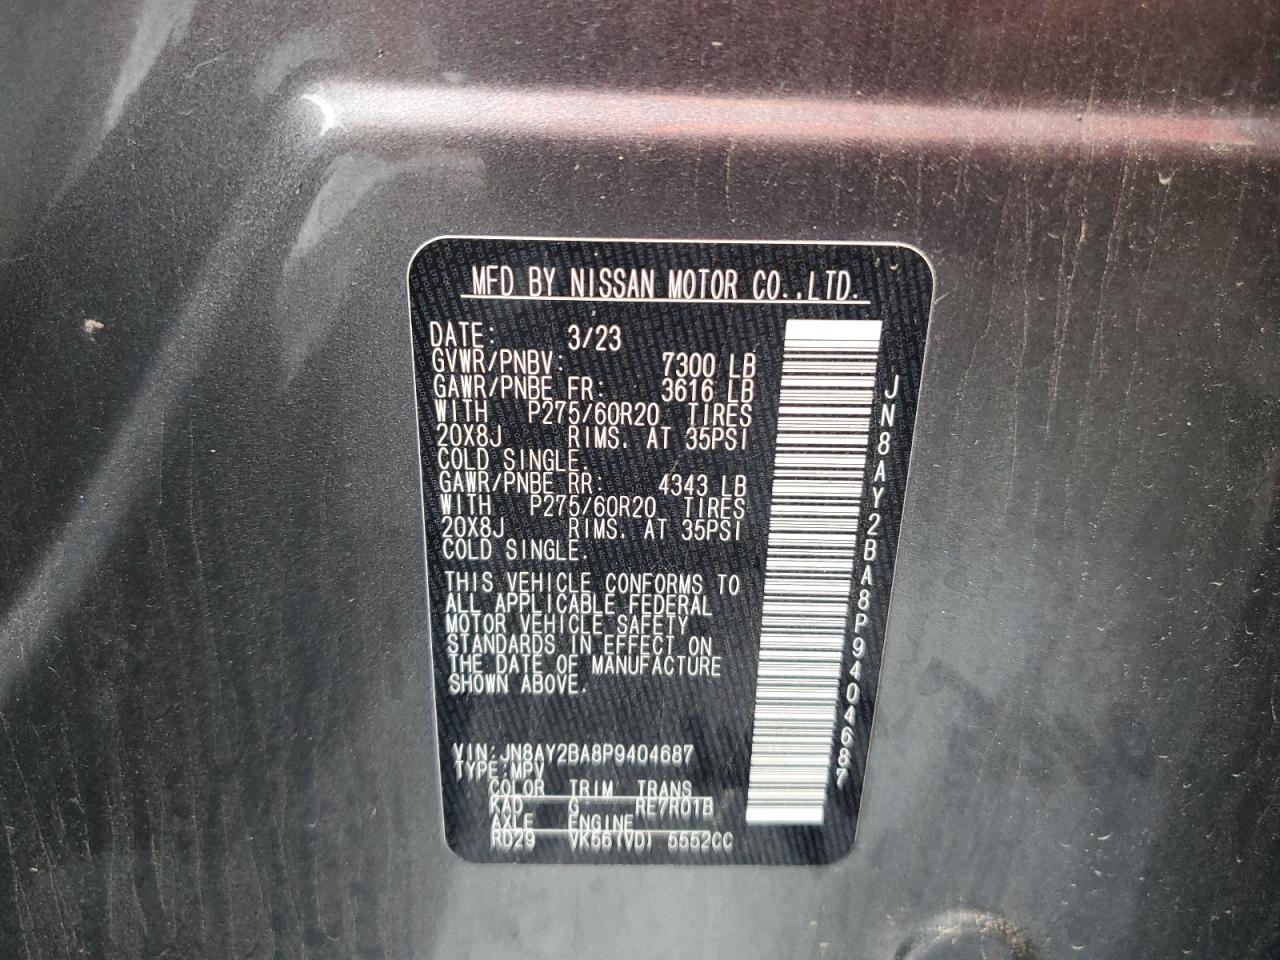 MFD BY NISSAN MOTOR CO.,LTD.
DATE: 3/23
GVWR/PNBV: 7300 LB
GAWR/PNBE FR: 3616 LB
WITH P275/60R20 TIRES
20X8J RIMS. AT 35PSI
COLD SINGLE.
GAWR/PNBE RR: 4343 LB
WITH P275/60R20 TIRES
20X8J RIMS. AT 35PSI
COLD SINGLE.
THIS VEHICLE CONFORMS TO
ALL APPLICABLE FEDERAL
MOTOR VEHICLE SAFETY
STANDARDS IN EFFECT ON
THE DATE OF MANUFACTURE
SHOWN ABOVE.
VIN:JN8AY2BA8P9404687
TYPE:MPV
COLOR TRIM TRANS
KAD G RE7R01B
AXLE ENGINE
RD29 VK56(VD) 5552CC
JN8AY2BA8P9404687